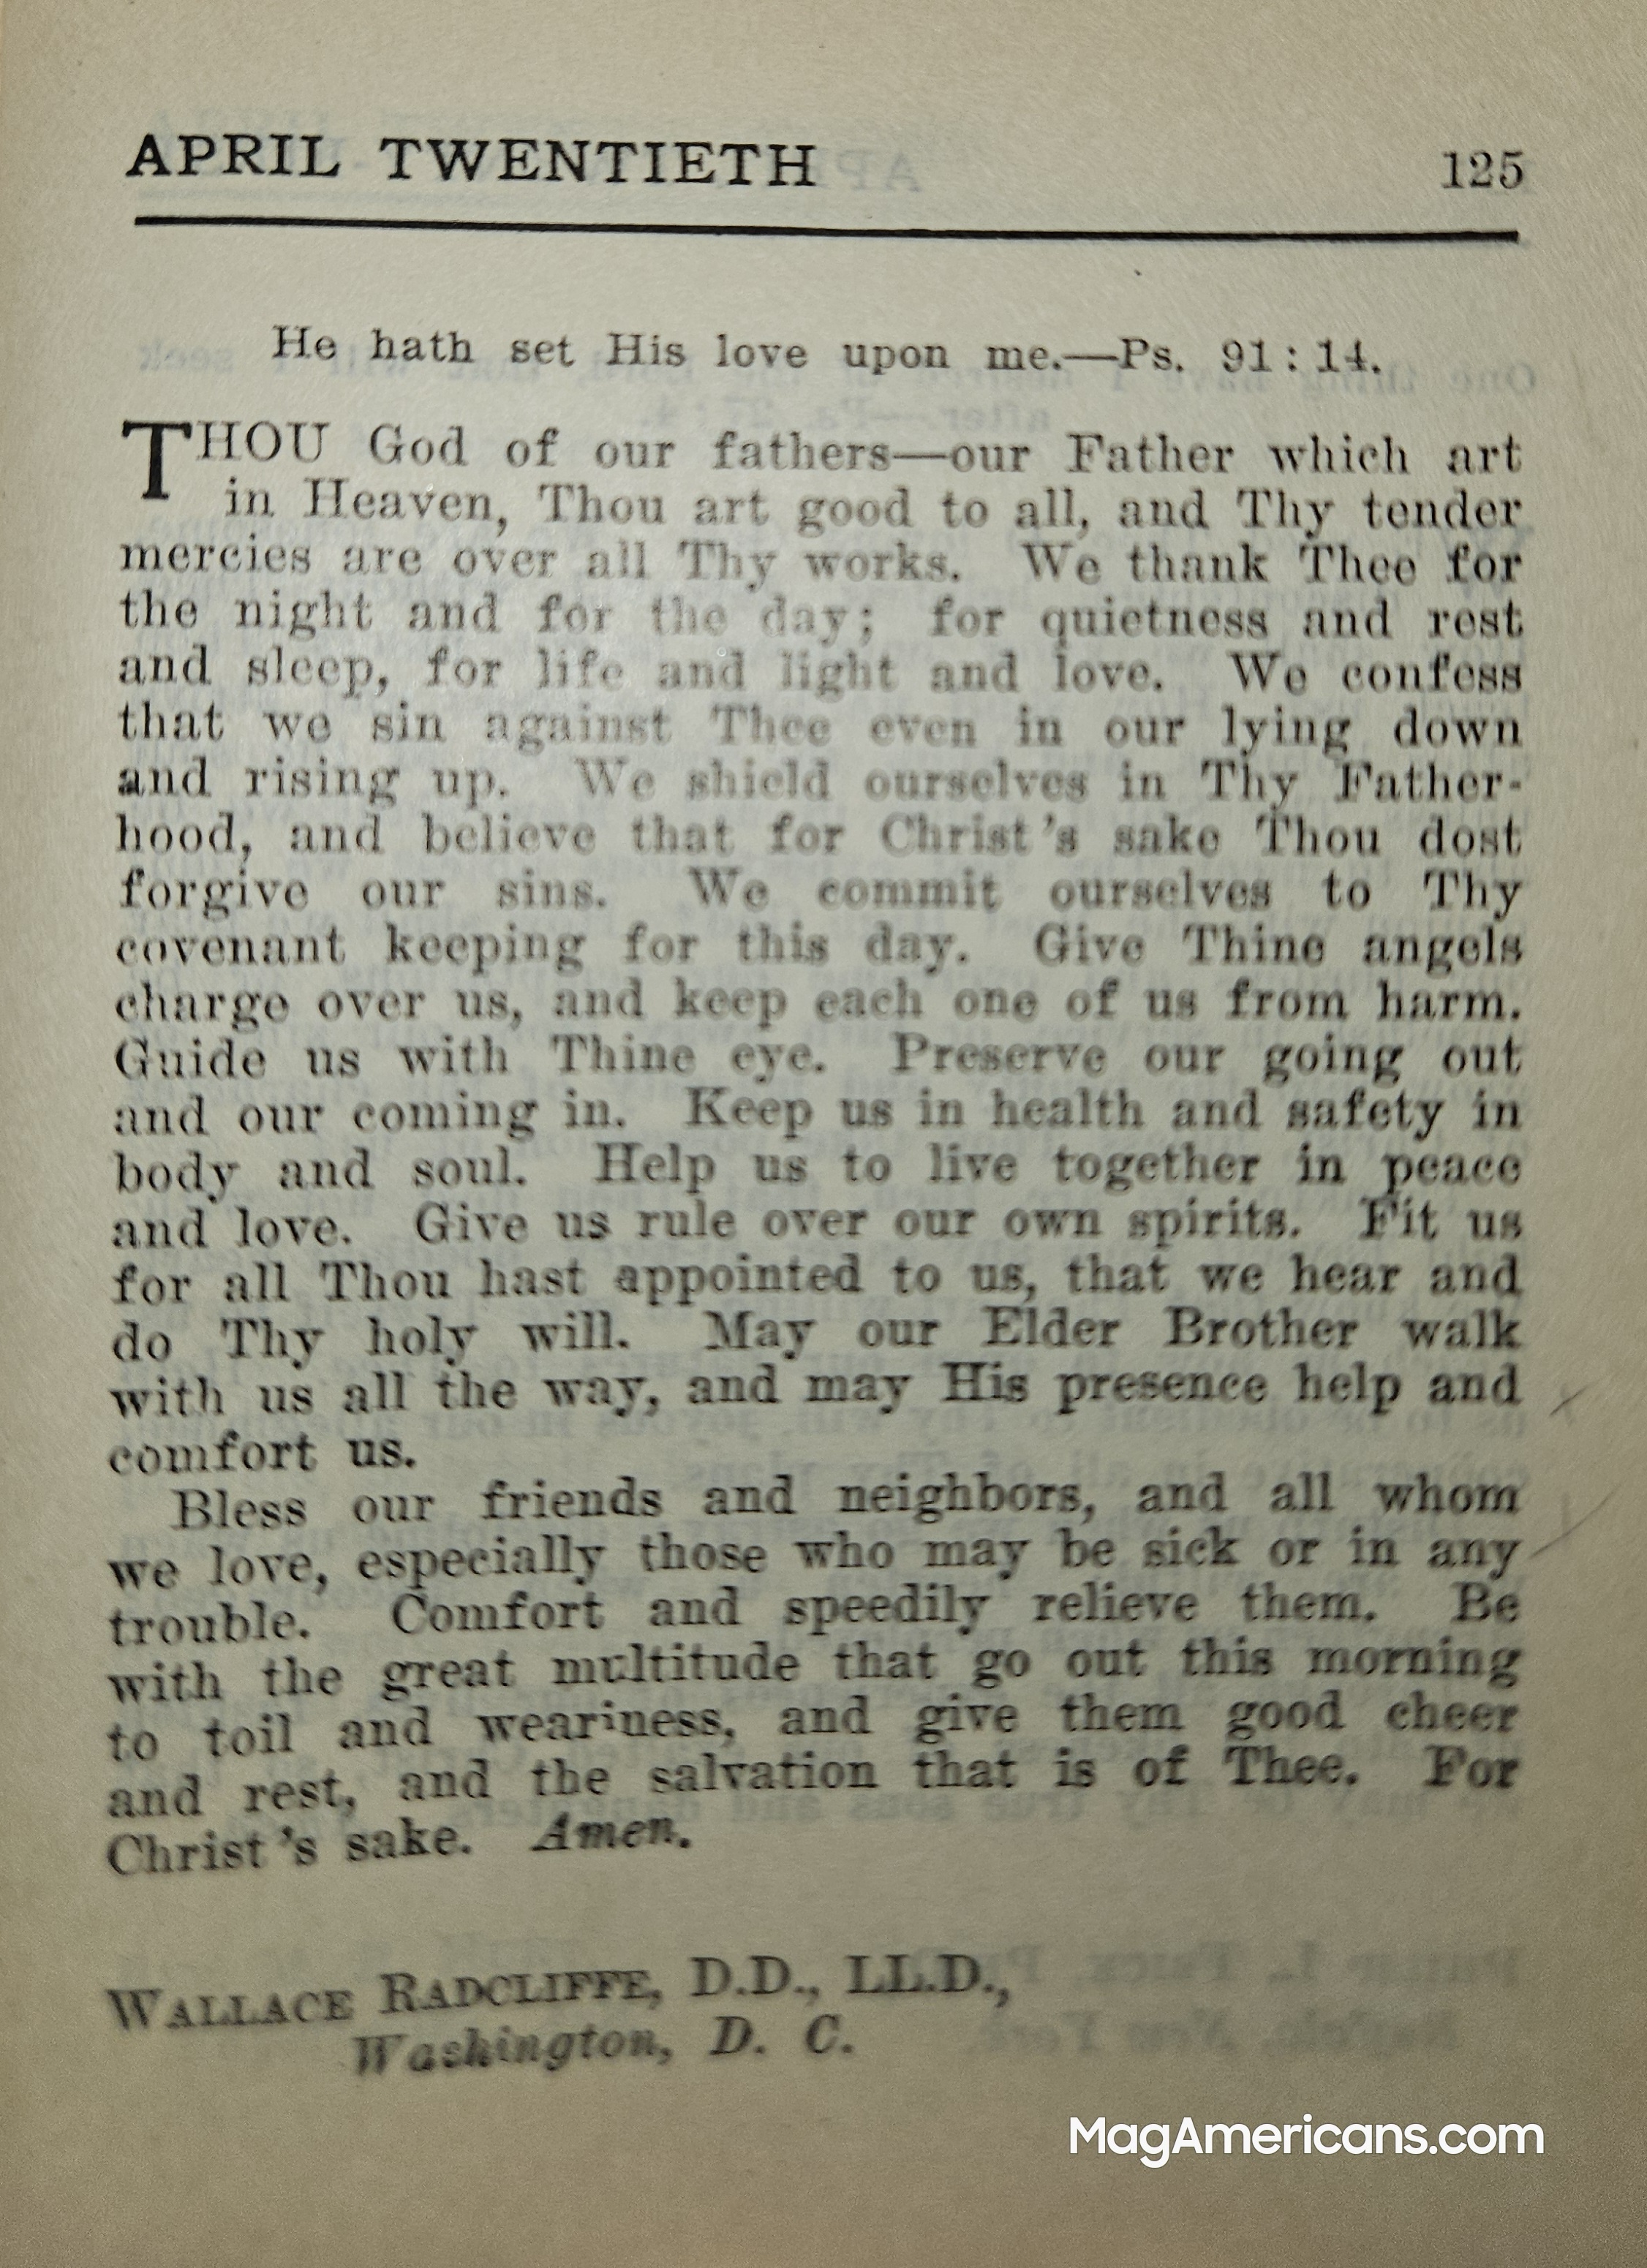 APRIL TWENTIETH 125
He hath set His love upon me.—Ps. 91:14.
THOU God of our fathers—our Father which art
in Heaven, Thou art good to all, and Thy tender
mercies are over all Thy works. We thank Thee for
the night and for the day; for quietness and rest
and sleep, for life and light and love. We confess
that we sin against Thee even in our lying down
and rising up. We shield ourselves in Thy Father-
hood, and believe that for Christ's sake Thou dost
forgive our sins. We commit ourselves to Thy
covenant keeping for this day. Give Thine angels
charge over us, and keep each one of us from harm.
Guide us with Thine eye. Preserve our going out
and our coming in. Keep us in health and safety in
body and soul. Help us to live together in peace
and love. Give us rule over our own spirits. Fit us
for all Thou hast appointed to us, that we hear and
do Thy holy will. May our Elder Brother walk
with us all the way, and may His presence help and
comfort us.
Bless our friends and neighbors, and all whom
we love, especially those who may be sick or in any
trouble. Comfort and speedily relieve them. Be
with the great multitude that go out this morning
to toil and weariness, and give them good cheer
and rest, and the salvation that is of Thee. For
Christ's sake. Amen.
WALLACE RADCLIFFE, D.D., LL.D.,
Washington, D. C.
MagAmericans.com